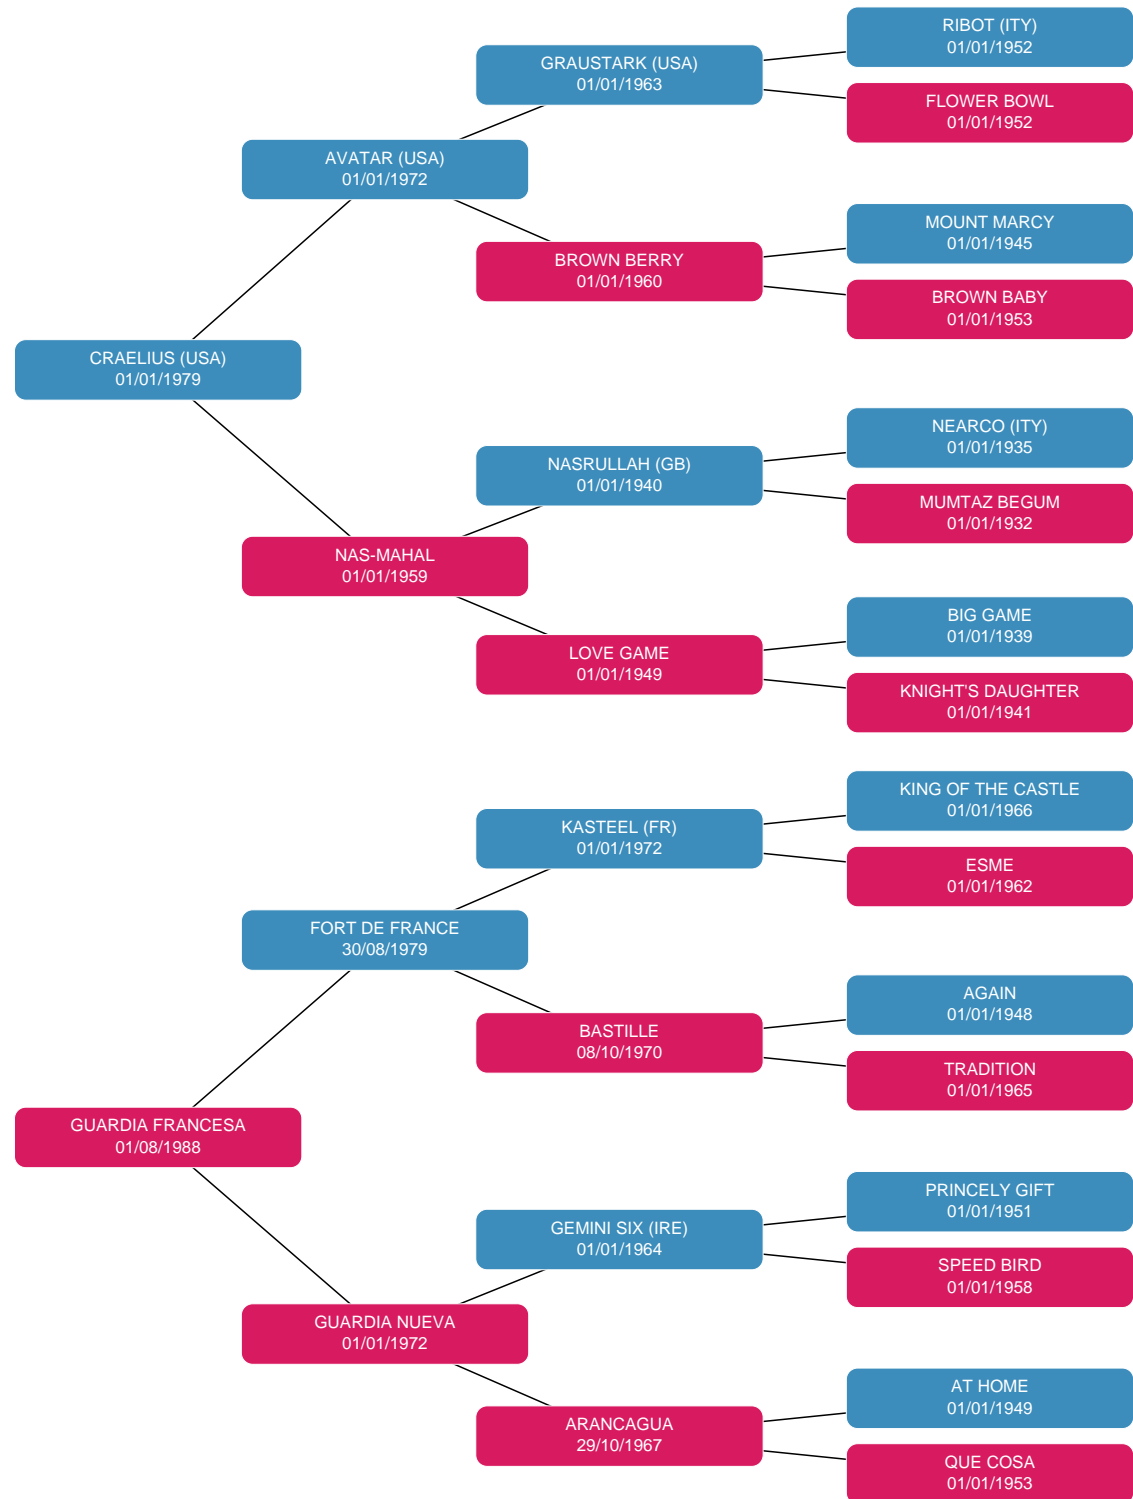 RIBOT (ITY)
01/01/1952
GRAUSTARK (USA)
01/01/1963
FLOWER BOWL
01/01/1952
AVATAR (USA)
01/01/1972
MOUNT MARCY
01/01/1945
BROWN BERRY
01/01/1960
BROWN BABY
01/01/1953
CRAELIUS (USA)
01/01/1979
NEARCO (ITY)
01/01/1935
NASRULLAH (GB)
01/01/1940
MUMTAZ BEGUM
01/01/1932
NAS-MAHAL
01/01/1959
BIG GAME
01/01/1939
LOVE GAME
01/01/1949
KNIGHT'S DAUGHTER
01/01/1941
KING OF THE CASTLE
01/01/1966
KASTEEL (FR)
01/01/1972
ESME
01/01/1962
FORT DE FRANCE
30/08/1979
AGAIN
01/01/1948
BASTILLE
08/10/1970
TRADITION
01/01/1965
GUARDIA FRANCESA
01/08/1988
PRINCELY GIFT
01/01/1951
GEMINI SIX (IRE)
01/01/1964
SPEED BIRD
01/01/1958
GUARDIA NUEVA
01/01/1972
AT HOME
01/01/1949
ARANCAGUA
29/10/1967
QUE COSA
01/01/1953